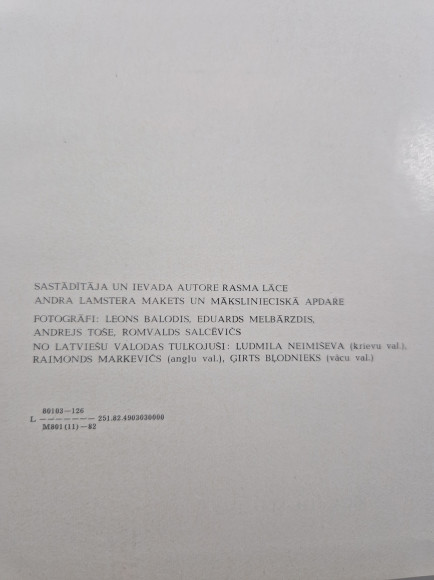 SASTĀDĪTĀJA UN IEVADA AUTORE RASMA LĀCE
ANDRA LAMSTERA MAKETS UN MĀKSLINIECISKĀ APDARE
FOTOGRĀFI: LEONS BALODIS, EDUARDS MELBĀRZDIS,
ANDREJS TOŠE, ROMVALDS SALCĒVIČS
NO LATVIEŠU VALODAS TULKOJUŠI: LUDMILA NEIMIŠEVA (krievu val.),
RAIMONDS MARKEVIČS (angļu val.), ĢIRTS BĻODNIEKS (vācu val.)
80102—126
L ——————— 251.82.4903030000
M801(11)—82